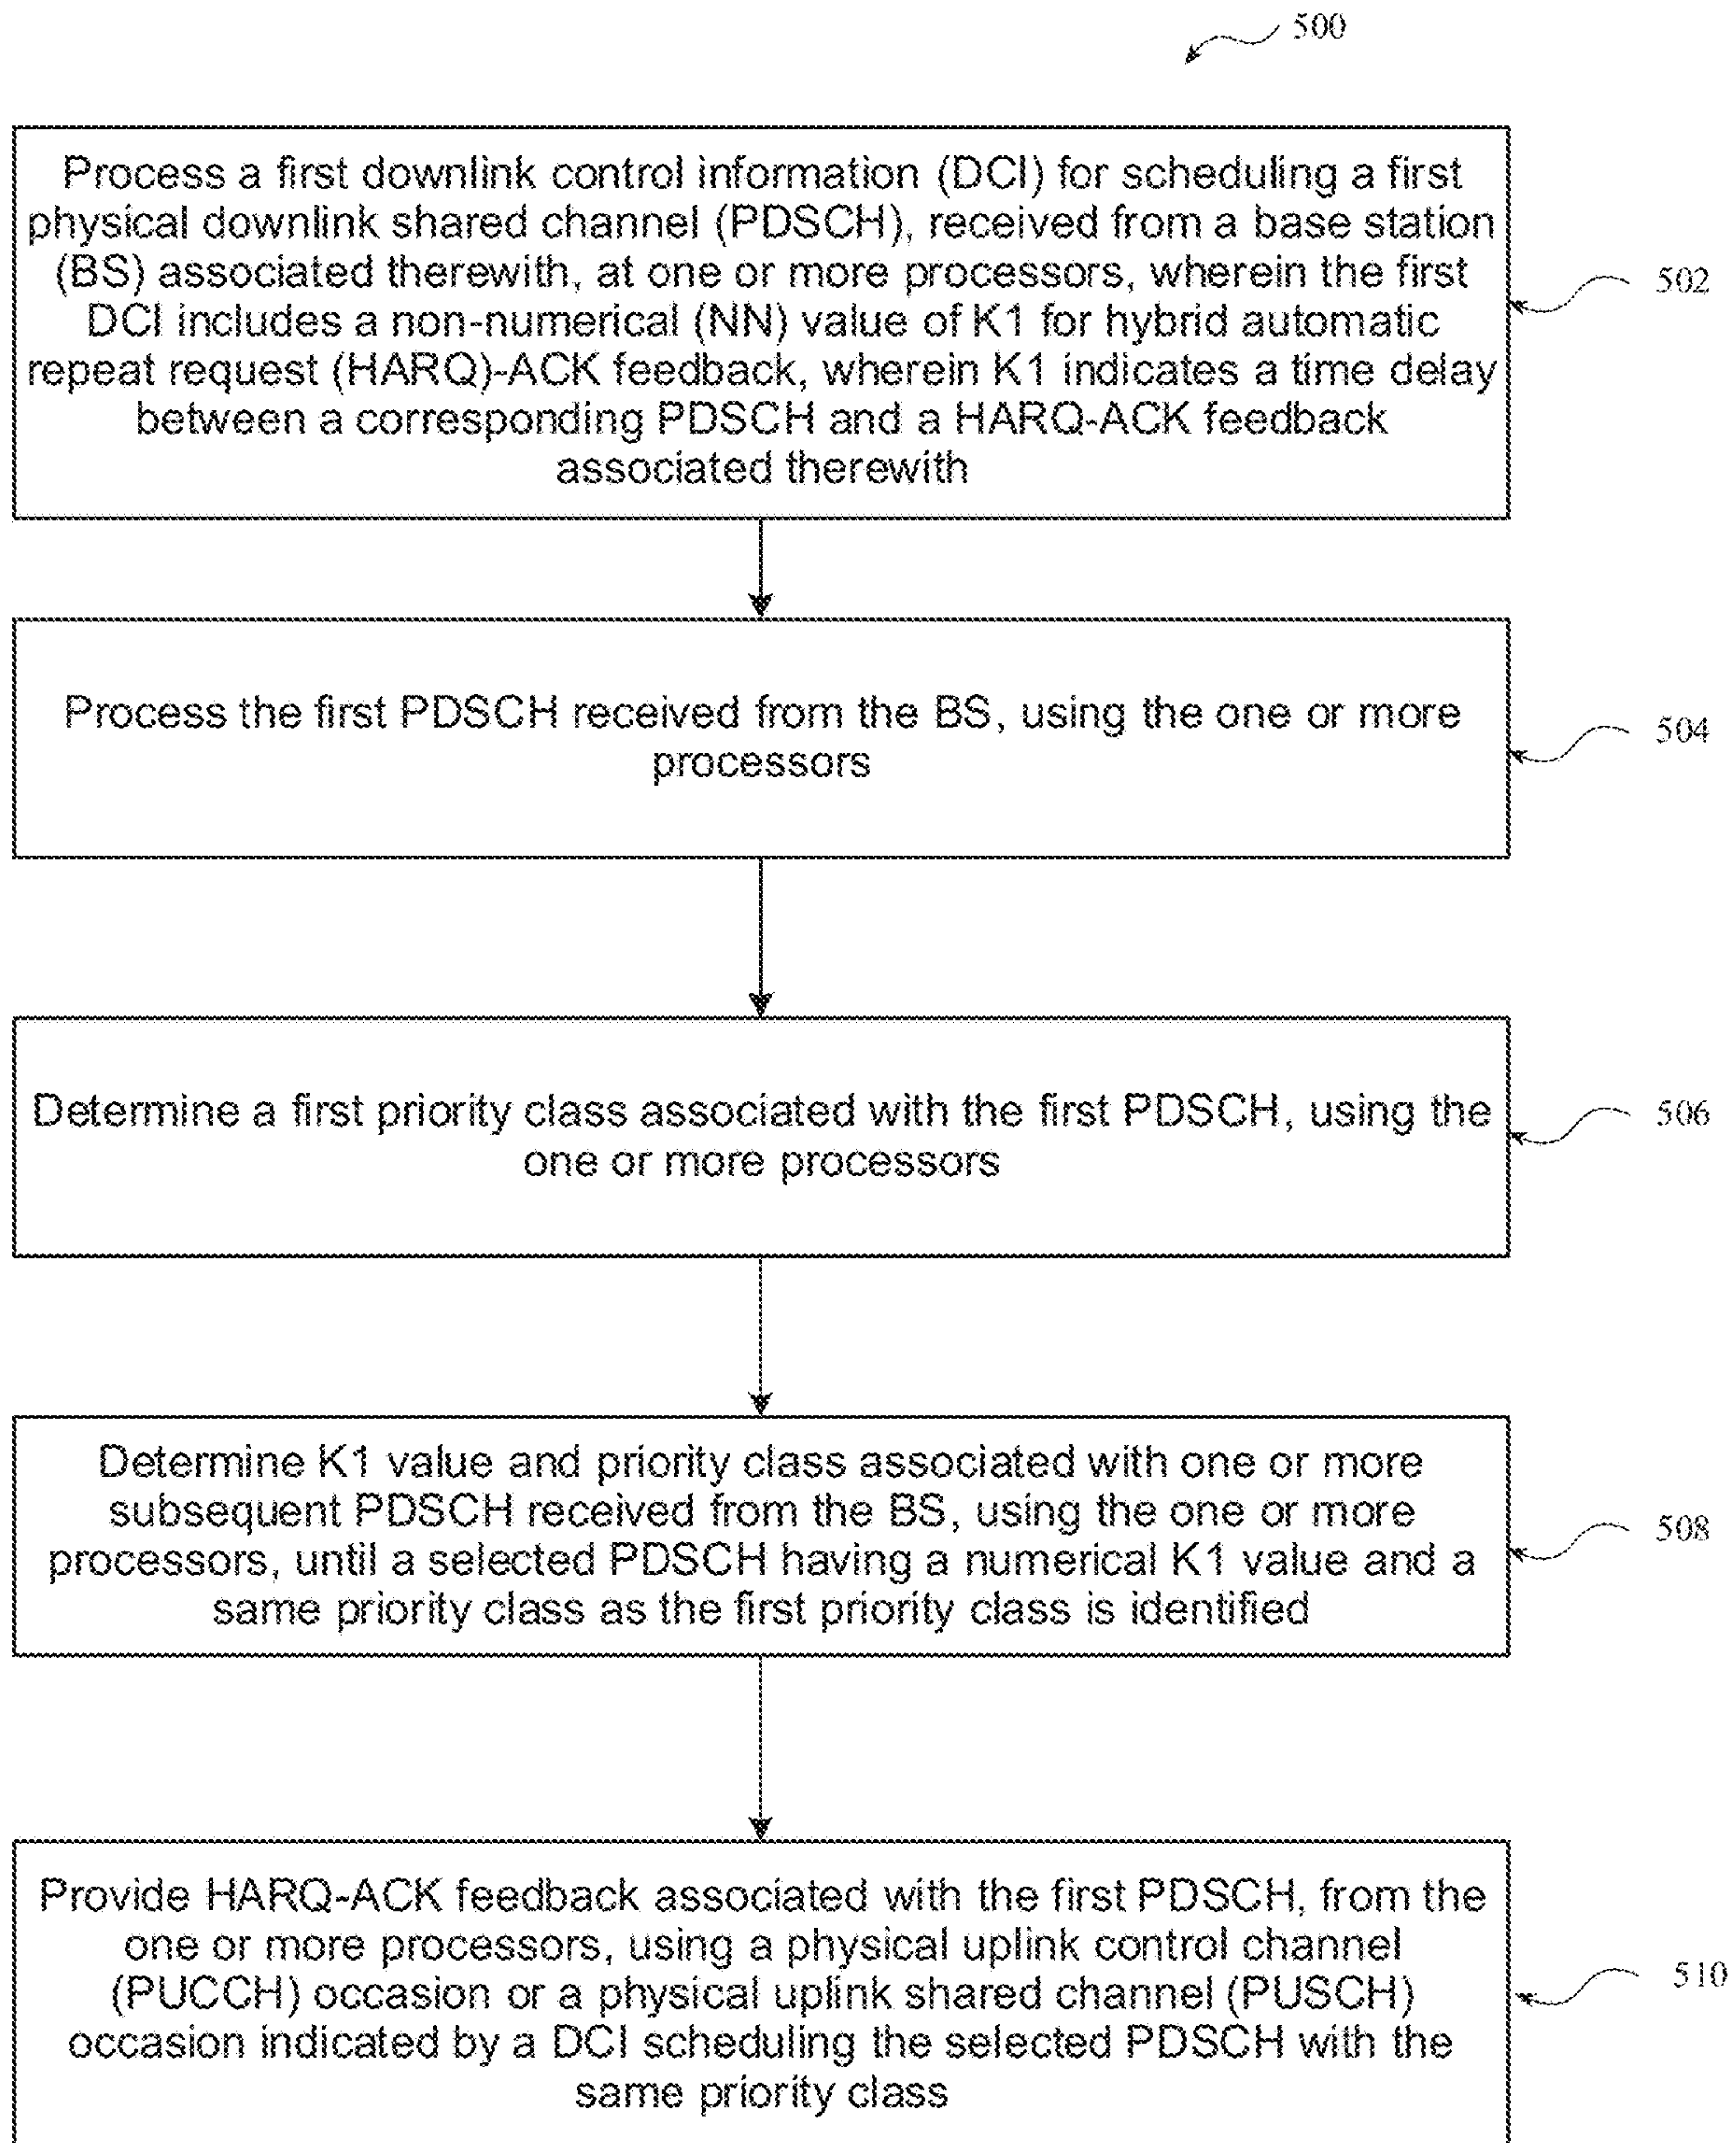 500
Process a first downlink control information (DCI) for scheduling a first
physical downlink shared channel (PDSCH), received from a base station
(BS) associated therewith, at one or more processors, wherein the first
DCI includes a non-numerical (NN) value of K1 for hybrid automatic
repeat request (HARQ)-ACK feedback, wherein K1 indicates a time delay
between a corresponding PDSCH and a HARQ-ACK feedback
associated therewith
502
Process the first PDSCH received from the BS, using the one or more
processors
504
Determine a first priority class associated with the first PDSCH, using the
one or more processors
506
Determine K1 value and priority class associated with one or more
subsequent PDSCH received from the BS, using the one or more
processors, until a selected PDSCH having a numerical K1 value and a
same priority class as the first priority class is identified
508
Provide HARQ-ACK feedback associated with the first PDSCH, from the
one or more processors, using a physical uplink control channel
(PUCCH) occasion or a physical uplink shared channel (PUSCH)
occasion indicated by a DCI scheduling the selected PDSCH with the
same priority class
510